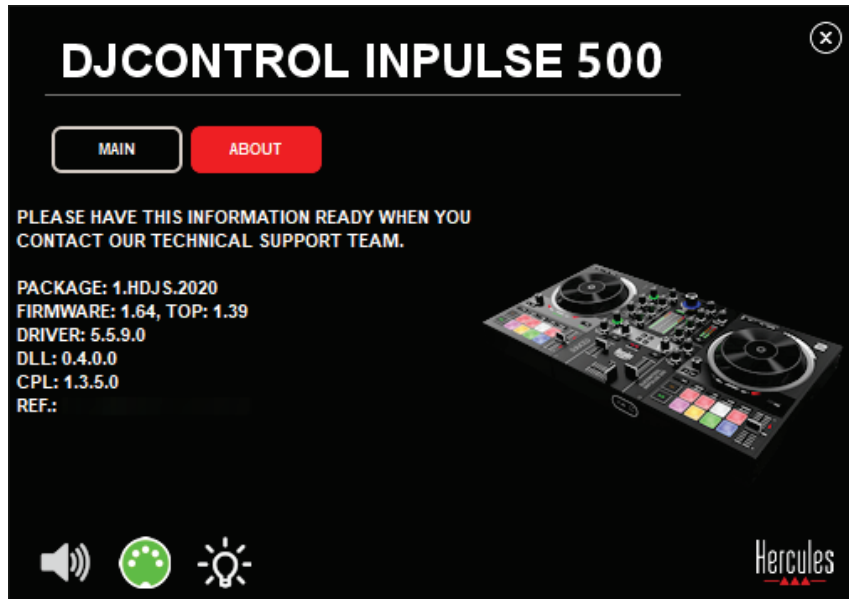 DJCONTROL INPULSE 500
MAIN
ABOUT
PLEASE HAVE THIS INFORMATION READY WHEN YOU
CONTACT OUR TECHNICAL SUPPORT TEAM.
PACKAGE: 1.HDJS.2020
FIRMWARE: 1.64, TOP: 1.39
DRIVER: 5.5.9.0
DLL: 0.4.0.0
CPL: 1.3.5.0
REF.:
Hercules